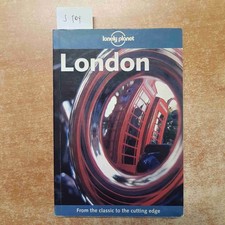 lonely planet
London
From the classic to the cutting edge